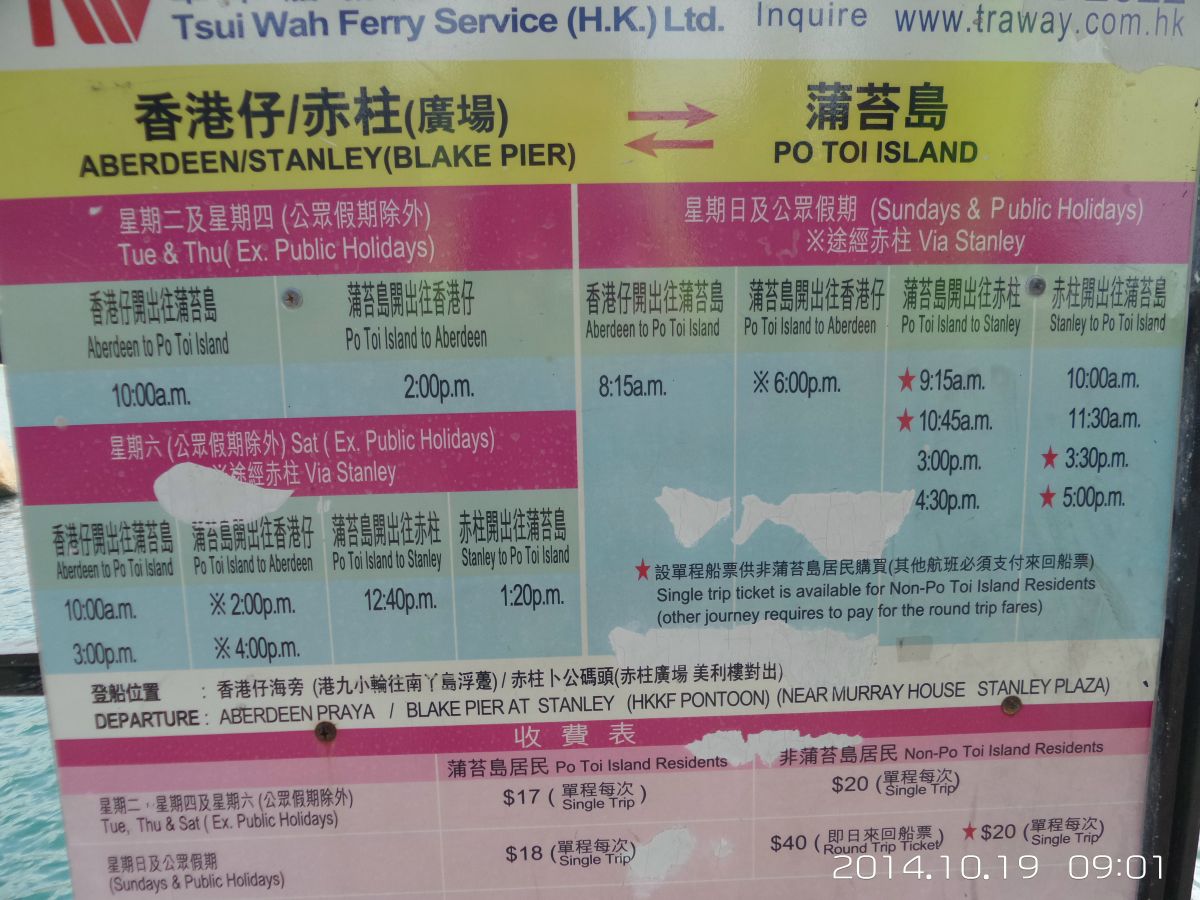 Tsui Wah Ferry Service (H.K.) Ltd. Inquire www.traway.com.hk
香港仔/赤柱(廣場) 蒲苔島
ABERDEEN/STANLEY(BLAKE PIER) PO TOI ISLAND
星期二及星期四 (公眾假期除外)
Tue & Thu( Ex. Public Holidays)
香港仔開出往蒲苔島 蒲苔島開出往香港仔
Aberdeen to Po Toi Island Po Toi Island to Aberdeen
10:00a.m. 2:00p.m.
星期六 (公眾假期除外) Sat ( Ex. Public Holidays)
※途經赤柱 Via Stanley
香港仔開出往蒲苔島 蒲苔島開出往香港仔 蒲苔島開出往赤柱 赤柱開出往蒲苔島
Aberdeen to Po Toi Island Po Toi Island to Aberdeen Po Toi Island to Stanley Stanley to Po Toi Island
10:00a.m. ※ 2:00p.m. 12:40p.m. 1:20p.m.
3:00p.m. ※ 4:00p.m.
星期日及公眾假期 (Sundays & Public Holidays)
※途經赤柱 Via Stanley
香港仔開出往蒲苔島 蒲苔島開出往香港仔 蒲苔島開出往赤柱 赤柱開出往蒲苔島
Aberdeen to Po Toi Island Po Toi Island to Aberdeen Po Toi Island to Stanley Stanley to Po Toi Island
8:15a.m. ※ 6:00p.m. ★ 9:15a.m. 10:00a.m.
★ 10:45a.m. 11:30a.m.
3:00p.m. ★ 3:30p.m.
4:30p.m. ★ 5:00p.m.
★ 設單程船票供非蒲苔島居民購買(其他航班必須支付來回船票)
Single trip ticket is available for Non-Po Toi Island Residents
(other journey requires to pay for the round trip fares)
登船位置 : 香港仔海旁 (港九小輪往南丫島浮躉) / 赤柱卜公碼頭(赤柱廣場 美利樓對出)
DEPARTURE : ABERDEEN PRAYA / BLAKE PIER AT STANLEY (HKKF PONTOON) (NEAR MURRAY HOUSE STANLEY PLAZA)
收費表
蒲苔島居民 Po Toi Island Residents 非蒲苔島居民 Non-Po Toi Island Residents
星期二、星期四及星期六 (公眾假期除外) $17 (單程每次 Single Trip) $20 (單程每次 Single Trip)
Tue, Thu & Sat ( Ex. Public Holidays)
星期日及公眾假期 $18 (單程每次 Single Trip) $40 (即日來回船票 Round Trip Ticket) ★ $20 (單程每次 Single Trip)
(Sundays & Public Holidays)
2014.10.19 09:01